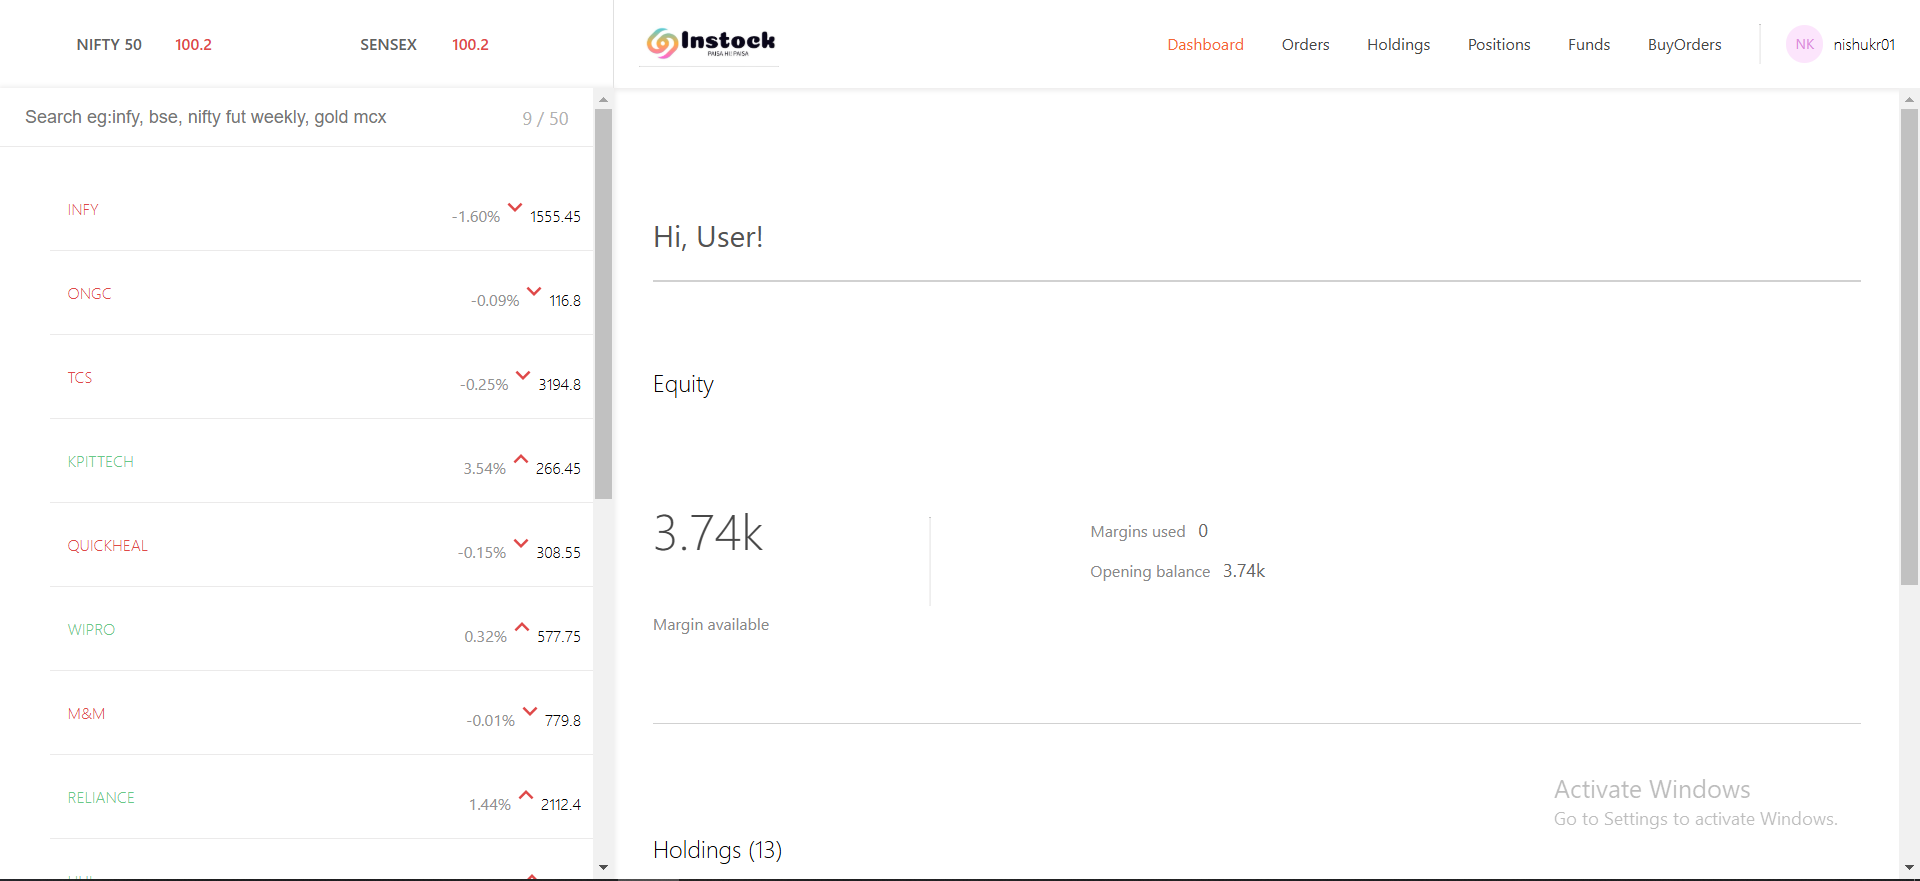 NIFTY 50 100.2 SENSEX 100.2
Instock
PAISA HI PAISA
Dashboard Orders Holdings Positions Funds BuyOrders NK nishukr01
Search eg:infy, bse, nifty fut weekly, gold mcx 9 / 50
INFY -1.60% 1555.45
ONGC -0.09% 116.8
TCS -0.25% 3194.8
KPITTECH 3.54% 266.45
QUICKHEAL -0.15% 308.55
WIPRO 0.32% 577.75
M&M -0.01% 779.8
RELIANCE 1.44% 2112.4
Hi, User!
Equity
3.74k
Margin available
Margins used 0
Opening balance 3.74k
Holdings (13)
Activate Windows
Go to Settings to activate Windows.